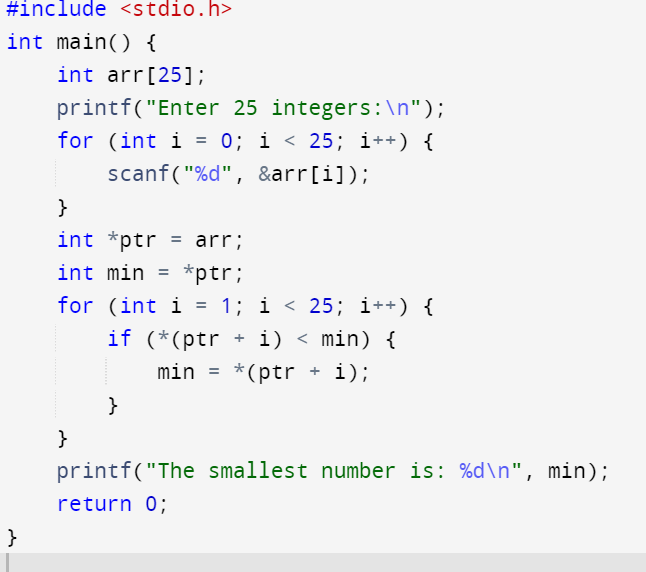 #include <stdio.h>
int main() {
    int arr[25];
    printf("Enter 25 integers:\n");
    for (int i = 0; i < 25; i++) {
        scanf("%d", &arr[i]);
    }
    int *ptr = arr;
    int min = *ptr;
    for (int i = 1; i < 25; i++) {
        if (*(ptr + i) < min) {
            min = *(ptr + i);
        }
    }
    printf("The smallest number is: %d\n", min);
    return 0;
}